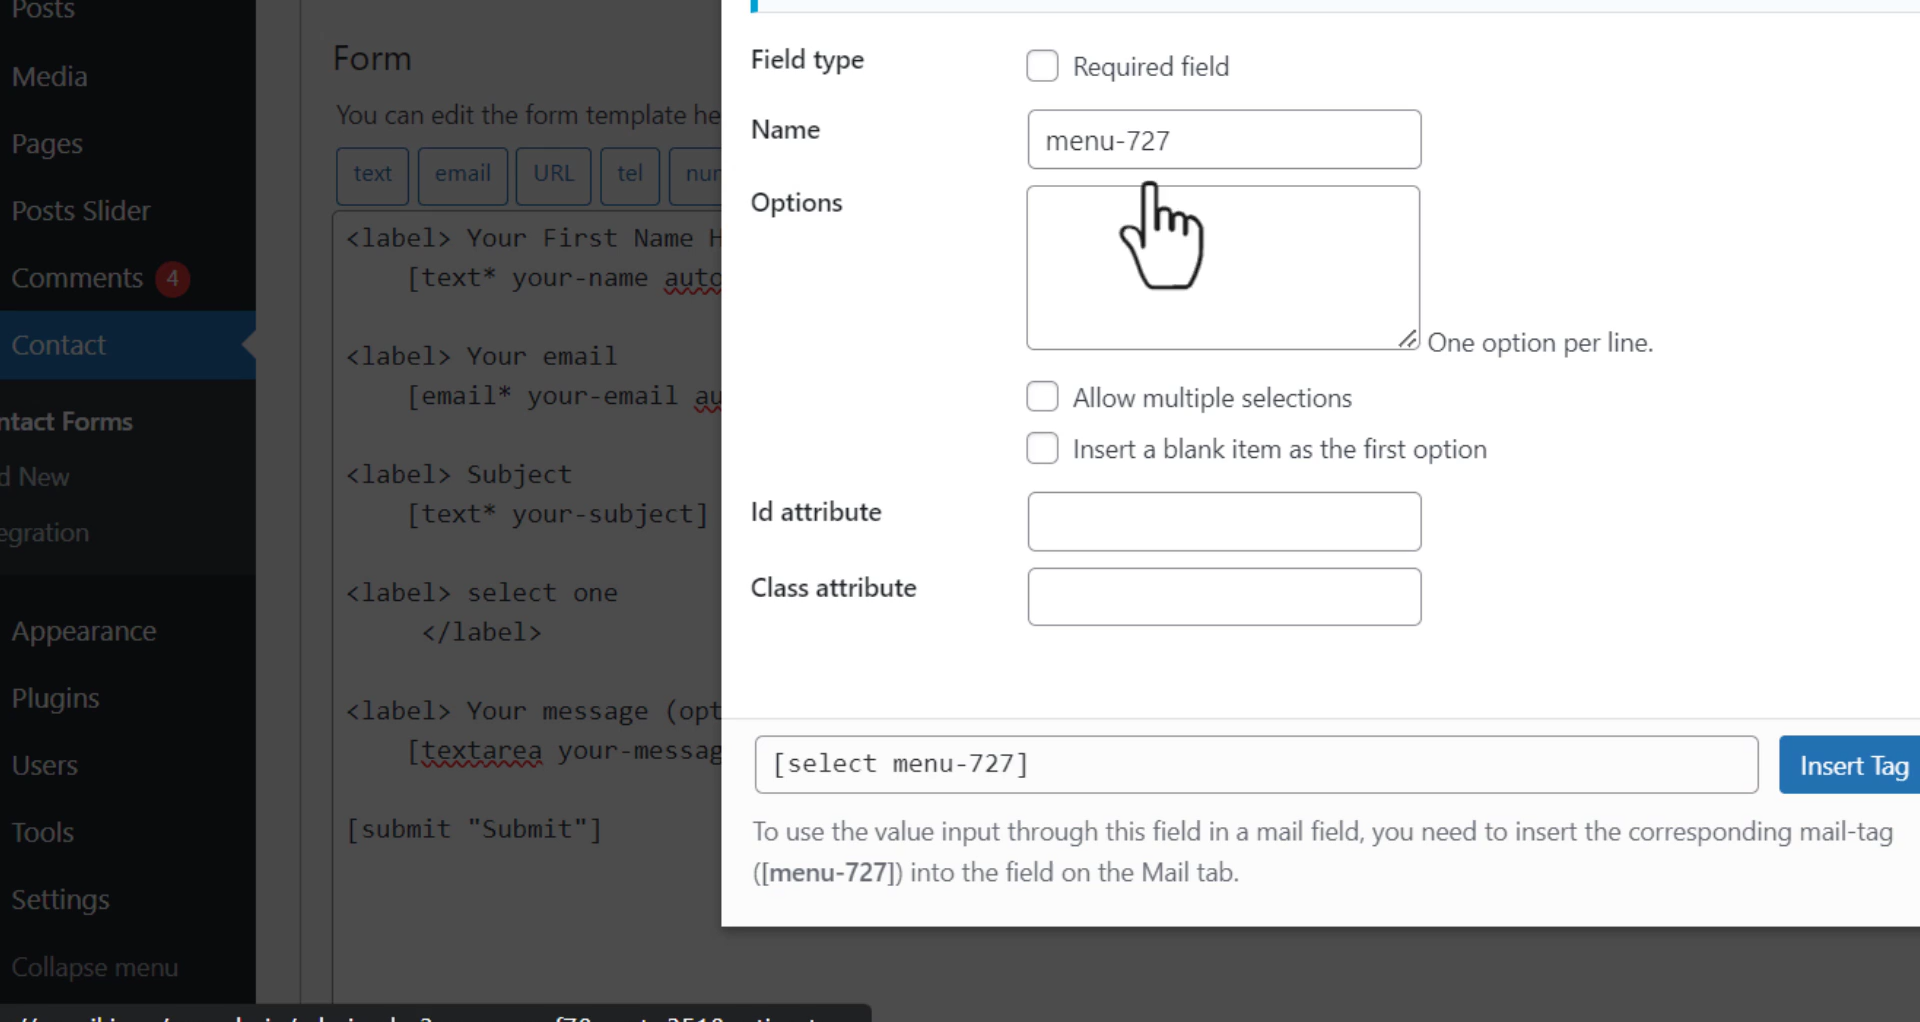 Posts
Media
Pages
Posts Slider
Comments 4
Contact
ntact Forms
d New
egration
Appearance
Plugins
Users
Tools
Settings
Collapse menu
Form
You can edit the form template he
text email URL tel nur
<label> Your First Name H
[text* your-name auto
<label> Your email
[email* your-email au
<label> Subject
[text* your-subject]
<label> select one
</label>
<label> Your message (opt
[textarea your-messag
[submit "Submit"]
Field type
Required field
Name
menu-727
Options
One option per line.
Allow multiple selections
Insert a blank item as the first option
Id attribute
Class attribute
[select menu-727]
Insert Tag
To use the value input through this field in a mail field, you need to insert the corresponding mail-tag
([menu-727]) into the field on the Mail tab.